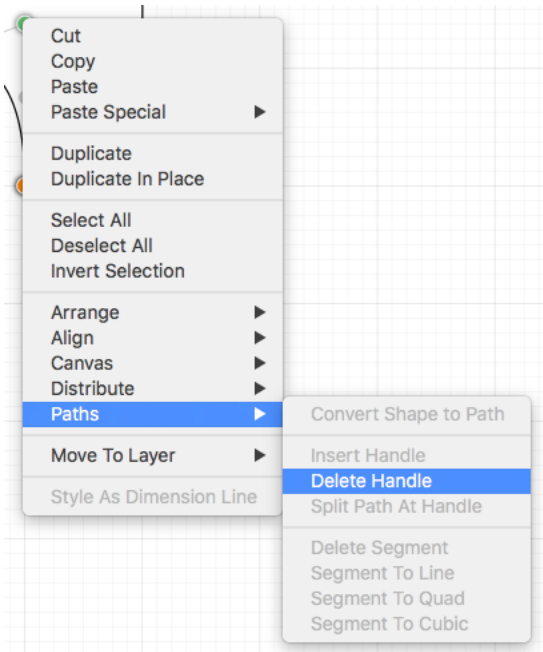 Cut
Copy
Paste
Paste Special
Duplicate
Duplicate In Place
Select All
Deselect All
Invert Selection
Arrange
Align
Canvas
Distribute
Paths
Move To Layer
Style As Dimension Line
Convert Shape to Path
Insert Handle
Delete Handle
Split Path At Handle
Delete Segment
Segment To Line
Segment To Quad
Segment To Cubic